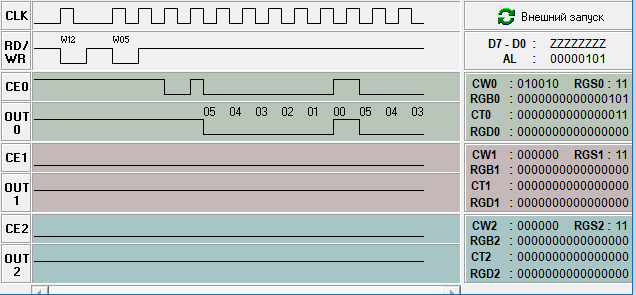 CLK
RD/
WR
W12 W05
CE0
OUT
0
05 04 03 02 01 00 05 04 03
CE1
OUT
1
CE2
OUT
2
Внешний запуск
D7 - D0 : ZZZZZZZZ
AL : 00000101
CW0 : 010010 RGS0 : 11
RGB0 : 0000000000000101
CT0 : 0000000000000011
RGD0 : 0000000000000000
CW1 : 000000 RGS1 : 11
RGB1 : 0000000000000000
CT1 : 0000000000000000
RGD1 : 0000000000000000
CW2 : 000000 RGS2 : 11
RGB2 : 0000000000000000
CT2 : 0000000000000000
RGD2 : 0000000000000000